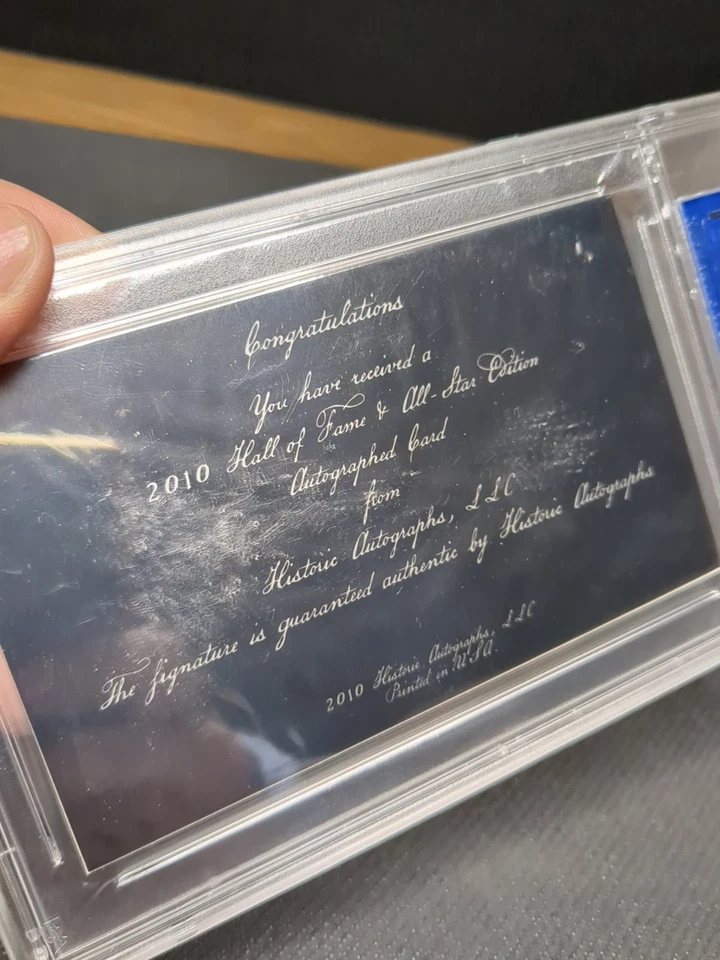 Congratulations
You have received a
2010 Hall of Fame & All-Star Edition
Autographed Card
from
Historic Autographs, LLC
The signature is guaranteed authentic by Historic Autographs
2010 Historic Autographs, LLC
Printed in U.S.A.